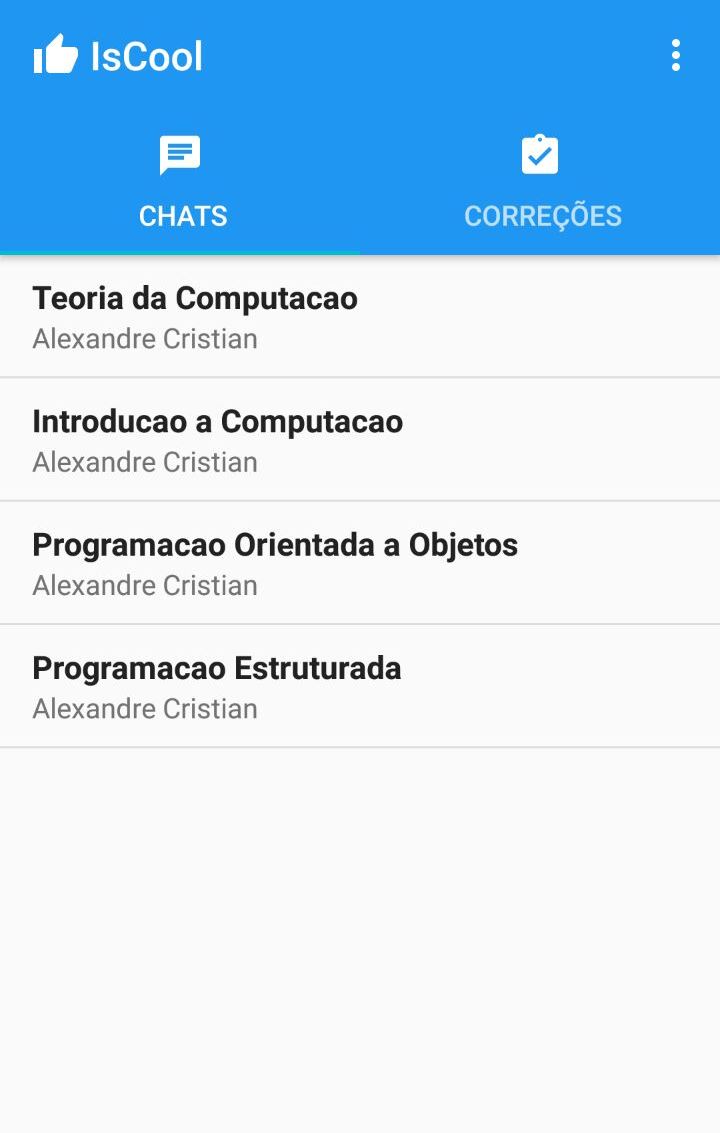 IsCool
CHATS
CORREÇÕES
Teoria da Computacao
Alexandre Cristian
Introducao a Computacao
Alexandre Cristian
Programacao Orientada a Objetos
Alexandre Cristian
Programacao Estruturada
Alexandre Cristian